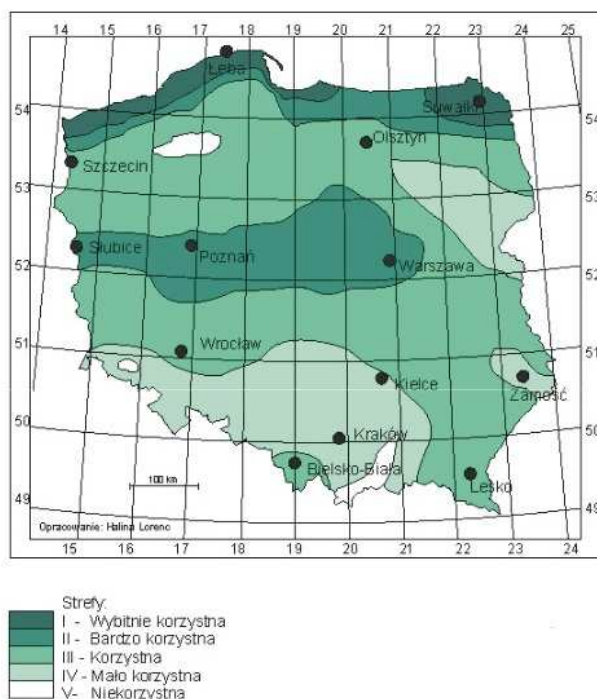 14 15 16 17 18 19 20 21 22 23 24 25
Łeba
54 54
Suwałki
Olsztyn
Szczecin
53 53
Słubice
Poznań
Warszawa
52 52
Wrocław
51 51
Kielce
Zamość
50 50
Kraków
Bielsko-Biała
Lesko
100 km
49 49
Opracowanie: Halina Lorenc
15 16 17 18 19 20 21 22 23 24
Strefy:
I - Wybitnie korzystna
II - Bardzo korzystna
III - Korzystna
IV - Mało korzystna
V - Niekorzystna